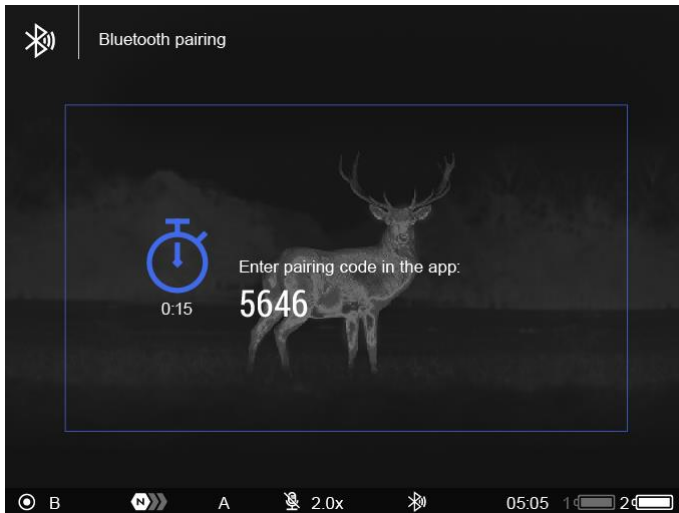 Bluetooth pairing
Enter pairing code in the app:
5646
0:15
B N A 2.0x 05:05 1 2